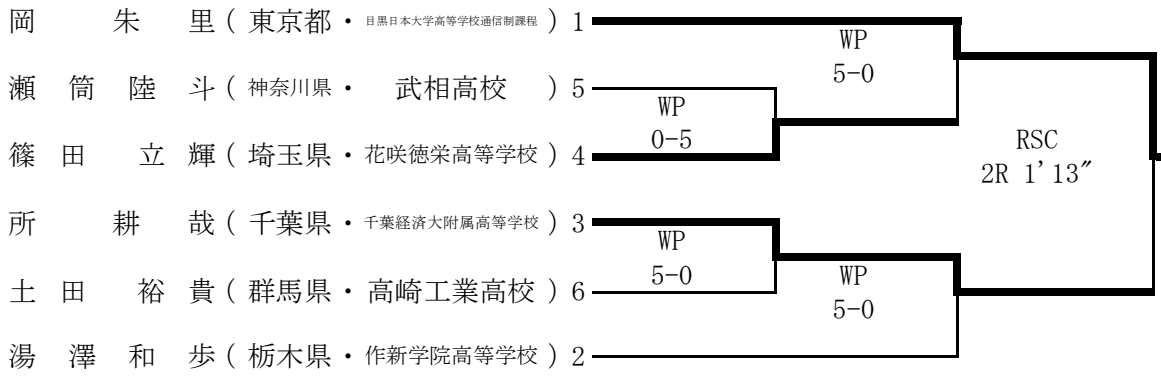 岡 朱 里 ( 東京都 ・ 目黒日本大学高等学校通信制課程 ) 1
WP
5-0
瀬 筒 陸 斗 ( 神奈川県 ・ 武相高校 ) 5
WP
0-5
篠 田 立 輝 ( 埼玉県 ・ 花咲徳栄高等学校 ) 4
RSC
2R 1'13″
所 耕 哉 ( 千葉県 ・ 千葉経済大附属高等学校 ) 3
WP
5-0
土 田 裕 貴 ( 群馬県 ・ 高崎工業高校 ) 6
WP
5-0
湯 澤 和 歩 ( 栃木県 ・ 作新学院高等学校 ) 2